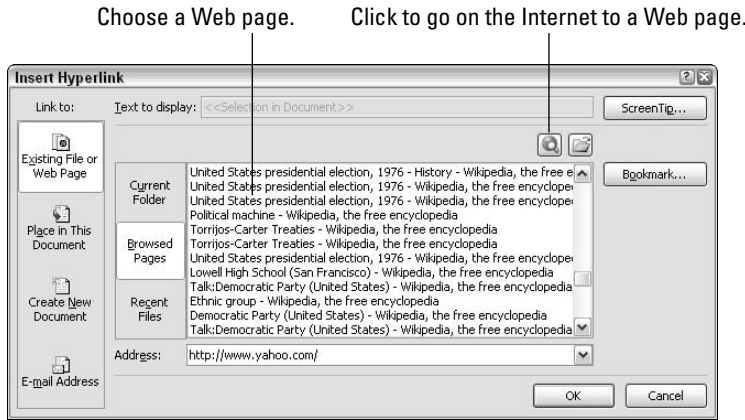 Choose a Web page.
Click to go on the Internet to a Web page.
Insert Hyperlink
Link to:
Text to display: <<Selection in Document>>
ScreenTip...
Existing File or
Web Page
Place in This
Document
Create New
Document
E-mail Address
Current
Folder
Browsed
Pages
Recent
Files
United States presidential election, 1976 - History - Wikipedia, the free e
United States presidential election, 1976 - Wikipedia, the free encyclope
United States presidential election, 1976 - Wikipedia, the free encyclope
Political machine - Wikipedia, the free encyclopedia
Torrijos-Carter Treaties - Wikipedia, the free encyclopedia
Torrijos-Carter Treaties - Wikipedia, the free encyclopedia
United States presidential election, 1976 - Wikipedia, the free encyclope
Lowell High School (San Francisco) - Wikipedia, the free encyclopedia
Talk:Democratic Party (United States) - Wikipedia, the free encyclopedia
Ethnic group - Wikipedia, the free encyclopedia
Democratic Party (United States) - Wikipedia, the free encyclopedia
Talk:Democratic Party (United States) - Wikipedia, the free encyclopedia
Bookmark...
Address: http://www.yahoo.com/
OK
Cancel